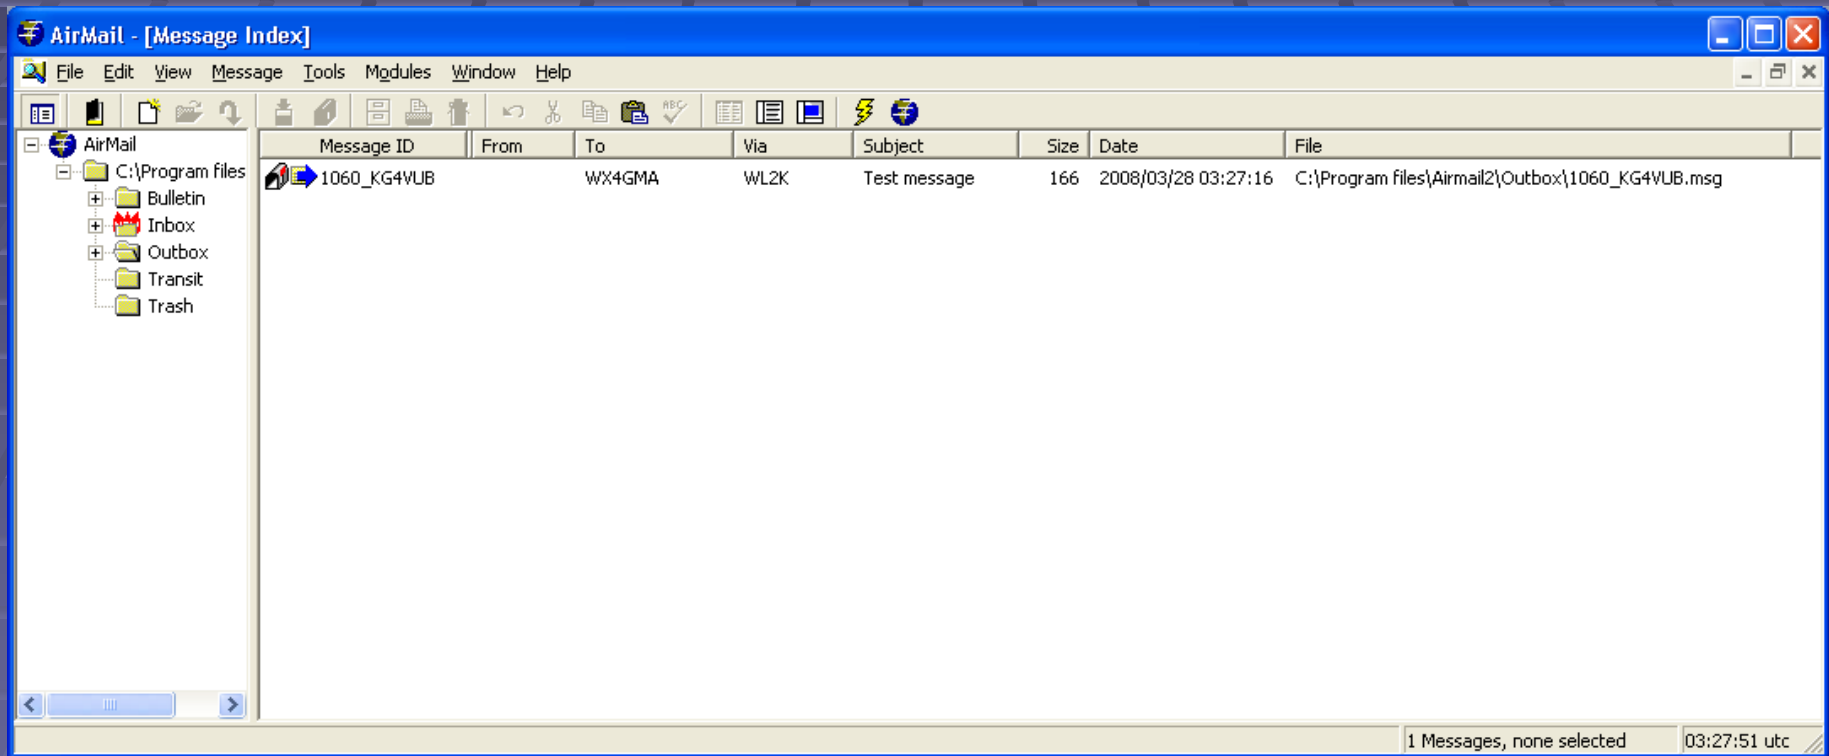 AirMail - [Message Index]
File Edit View Message Tools Modules Window Help
ABC
AirMail
C:\Program files
Bulletin
Inbox
Outbox
Transit
Trash
Message ID From To Via Subject Size Date File
1060_KG4VUB WX4GMA WL2K Test message 166 2008/03/28 03:27:16 C:\Program files\Airmail2\Outbox\1060_KG4VUB.msg
1 Messages, none selected 03:27:51 utc